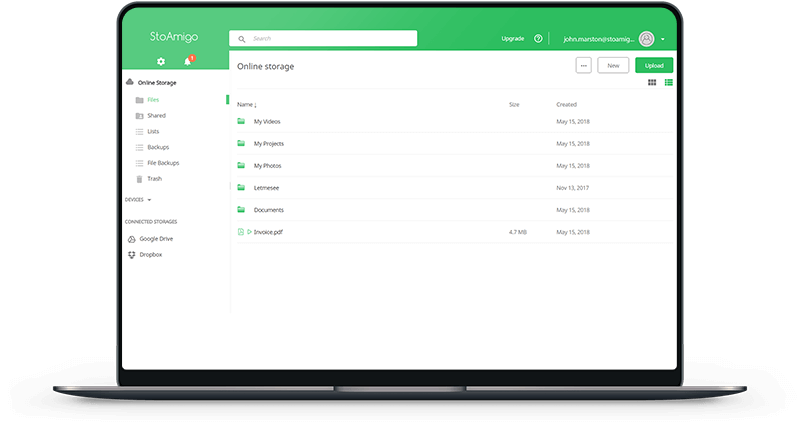 StoAmigo
Search
Upgrade
john.marston@stoamig...
1
Online storage
...
New
Upload
Online Storage
Files
Shared
Lists
Backups
File Backups
Trash
DEVICES
CONNECTED STORAGES
Google Drive
Dropbox
Name Size Created
My Videos May 15, 2018
My Projects May 15, 2018
My Photos May 15, 2018
Letmesee Nov 13, 2017
Documents May 15, 2018
Invoice.pdf 4.7 MB May 15, 2018